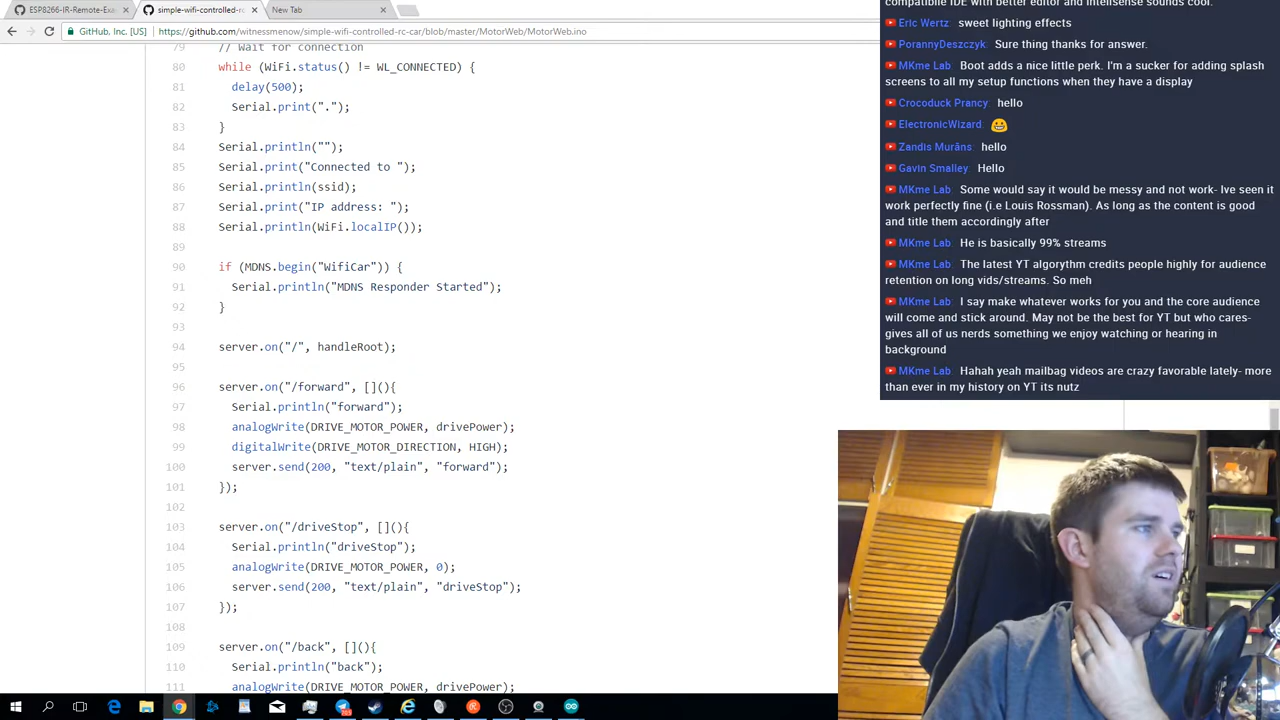 ESP8266-IR-Remote-Exa
simple-wifi-controlled-rc
New Tab
GitHub, Inc. [US]
https://github.com/witnessmenow/simple-wifi-controlled-rc-car/blob/master/MotorWeb/MotorWeb.ino
79 // Wait for connection
80 while (WiFi.status() != WL_CONNECTED) {
81 delay(500);
82 Serial.print(".");
83 }
84 Serial.println("");
85 Serial.print("Connected to ");
86 Serial.println(ssid);
87 Serial.print("IP address: ");
88 Serial.println(WiFi.localIP());
89
90 if (MDNS.begin("WifiCar")) {
91 Serial.println("MDNS Responder Started");
92 }
93
94 server.on("/", handleRoot);
95
96 server.on("/forward", [](){
97 Serial.println("forward");
98 analogWrite(DRIVE_MOTOR_POWER, drivePower);
99 digitalWrite(DRIVE_MOTOR_DIRECTION, HIGH);
100 server.send(200, "text/plain", "forward");
101 });
102
103 server.on("/driveStop", [](){
104 Serial.println("driveStop");
105 analogWrite(DRIVE_MOTOR_POWER, 0);
106 server.send(200, "text/plain", "driveStop");
107 });
108
109 server.on("/back", [](){
110 Serial.println("back");
111 analogWrite(DRIVE_MOTOR_POWER, drivePower);
compatibile IDE with better editor and intellisense sounds cool.
Eric Wertz: sweet lighting effects
PorannyDeszczyk: Sure thing thanks for answer.
MKme Lab: Boot adds a nice little perk. I'm a sucker for adding splash
screens to all my setup functions when they have a display
Crocoduck Prancy: hello
ElectronicWizard:
Zandis Murāns: hello
Gavin Smalley: Hello
MKme Lab: Some would say it would be messy and not work- Ive seen it
work perfectly fine (i.e Louis Rossman). As long as the content is good
and title them accordingly after
MKme Lab: He is basically 99% streams
MKme Lab: The latest YT algorythm credits people highly for audience
retention on long vids/streams. So meh
MKme Lab: I say make whatever works for you and the core audience
will come and stick around. May not be the best for YT but who cares-
gives all of us nerds something we enjoy watching or hearing in
background
MKme Lab: Hahah yeah mailbag videos are crazy favorable lately- more
than ever in my history on YT its nutz